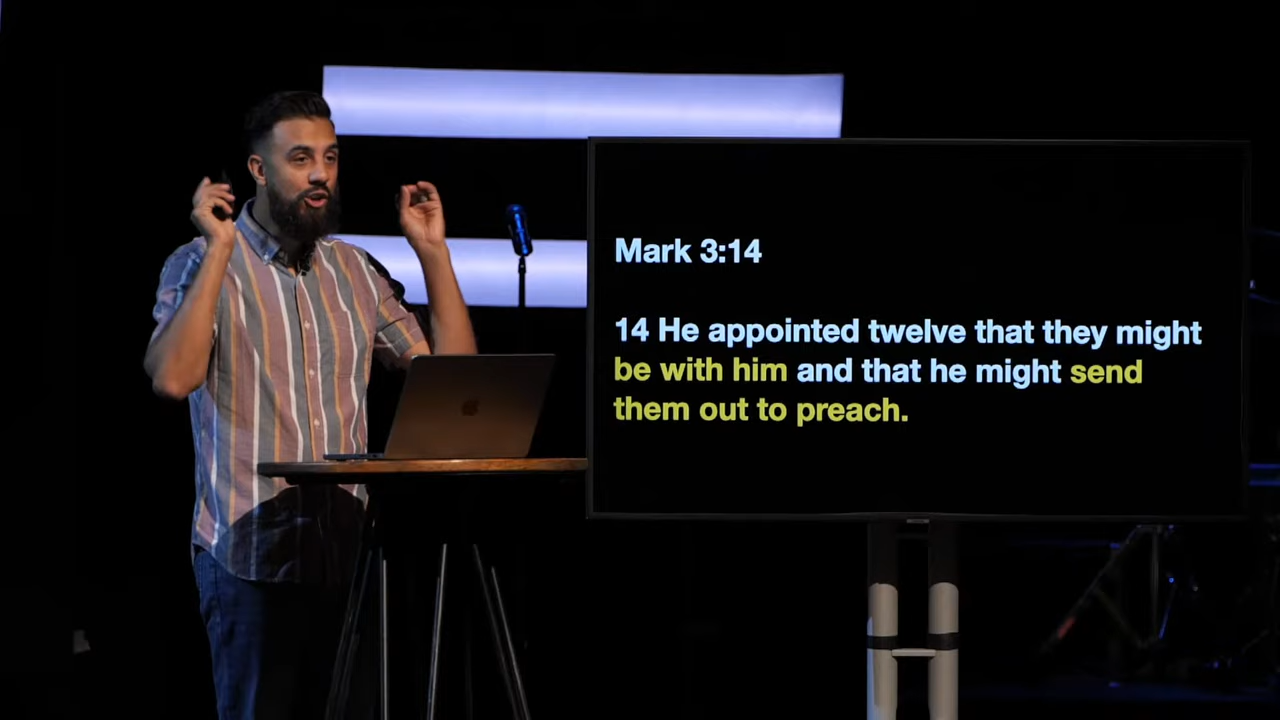 Mark 3:14
14 He appointed twelve that they might
be with him and that he might send
them out to preach.